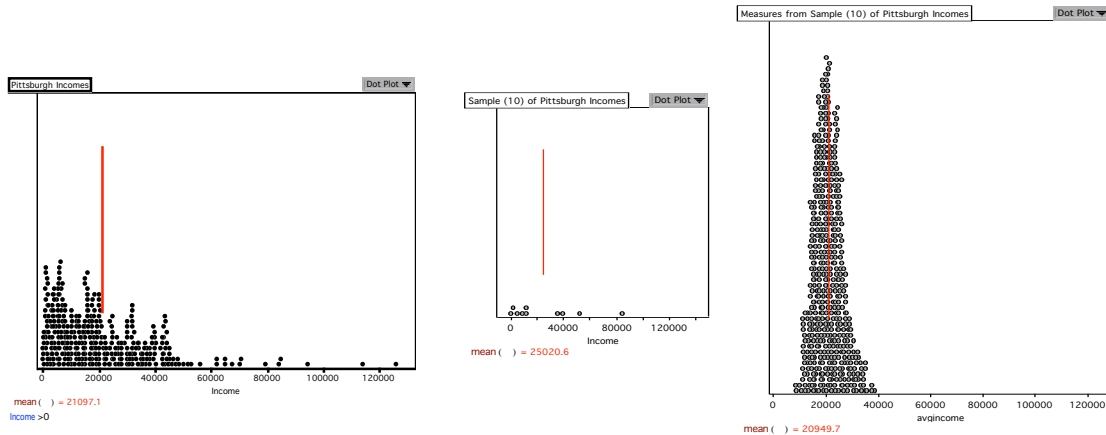 Pittsburgh Incomes
Dot Plot
0 20000 40000 60000 80000 100000 120000
Income
mean ( ) = 21097.1
Income >0
Sample (10) of Pittsburgh Incomes
Dot Plot
0 40000 80000 120000
Income
mean ( ) = 25020.6
Measures from Sample (10) of Pittsburgh Incomes
Dot Plot
0 20000 40000 60000 80000 100000 120000
avgincome
mean ( ) = 20949.7